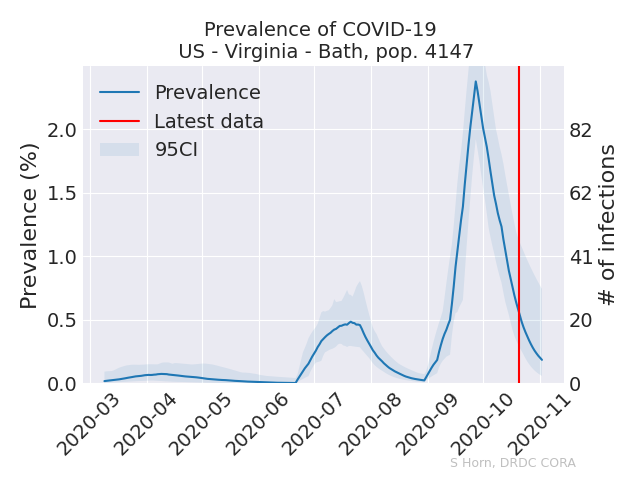 Prevalence of COVID-19
US - Virginia - Bath, pop. 4147
Prevalence
Latest data
95CI
Prevalence (%)
2.0
1.5
1.0
0.5
0.0
82
62
41
20
0
# of infections
2020-03
2020-04
2020-05
2020-06
2020-07
2020-08
2020-09
2020-10
2020-11
S Horn, DRDC CORA